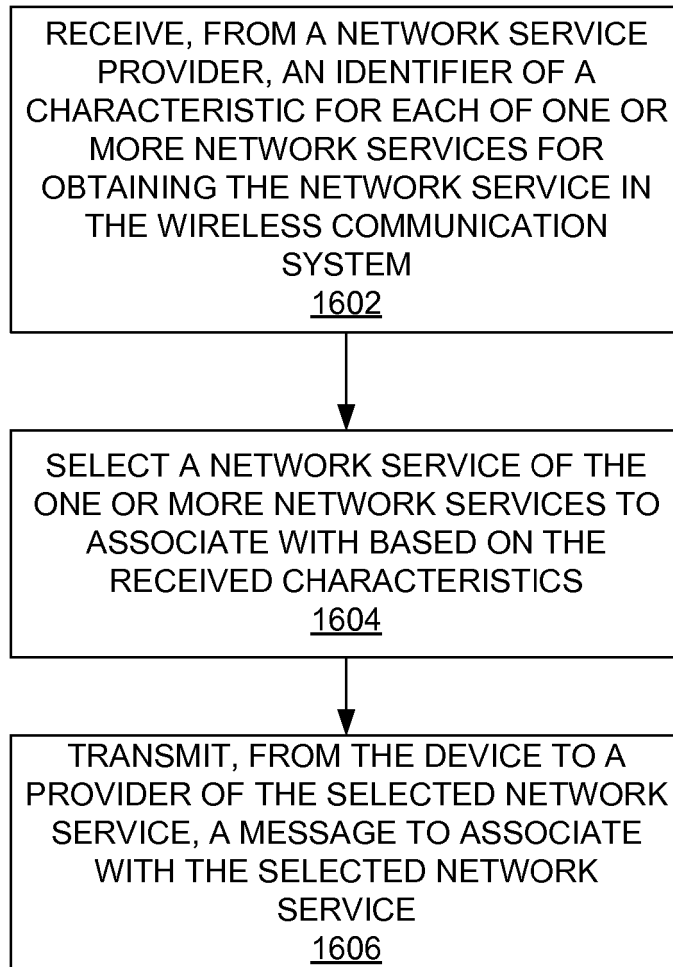 RECEIVE, FROM A NETWORK SERVICE
PROVIDER, AN IDENTIFIER OF A
CHARACTERISTIC FOR EACH OF ONE OR
MORE NETWORK SERVICES FOR
OBTAINING THE NETWORK SERVICE IN
THE WIRELESS COMMUNICATION
SYSTEM
1602
SELECT A NETWORK SERVICE OF THE
ONE OR MORE NETWORK SERVICES TO
ASSOCIATE WITH BASED ON THE
RECEIVED CHARACTERISTICS
1604
TRANSMIT, FROM THE DEVICE TO A
PROVIDER OF THE SELECTED NETWORK
SERVICE, A MESSAGE TO ASSOCIATE
WITH THE SELECTED NETWORK
SERVICE
1606